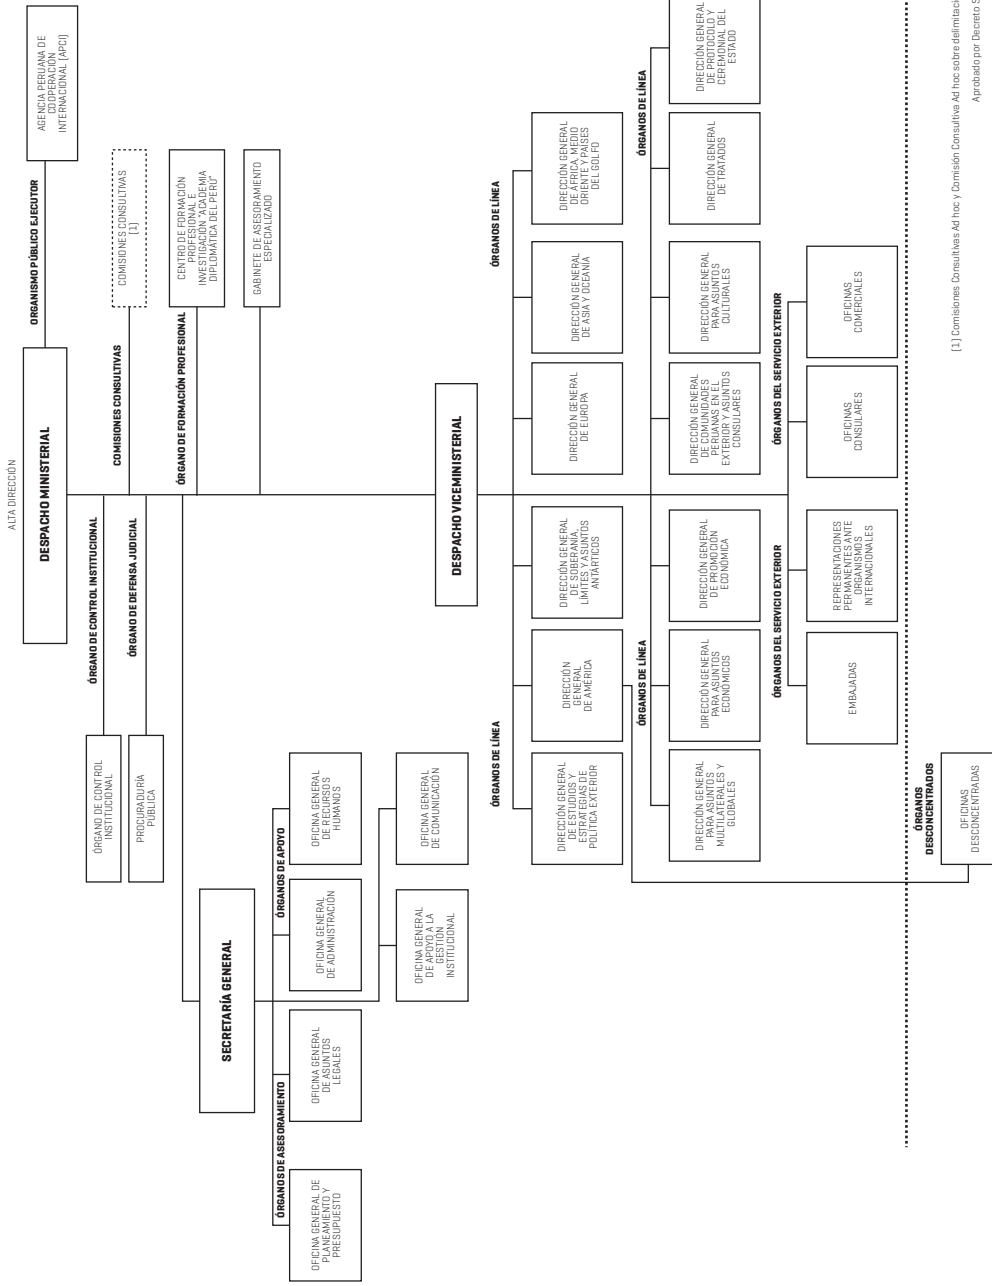 ALTA DIRECCIÓN
DESPACHO MINISTERIAL
ORGANISMO PÚBLICO EJECUTOR
AGENCIA PERUANA DE
COOPERACIÓN
INTERNACIONAL (APCI)
ÓRGANO DE CONTROL INSTITUCIONAL
ÓRGANO DE CONTROL
INSTITUCIONAL
COMISIONES CONSULTIVAS
COMISIONES CONSULTIVAS
[1]
ÓRGANO DE DEFENSA JUDICIAL
PROCURADURÍA
PÚBLICA
ÓRGANO DE FORMACIÓN PROFESIONAL
CENTRO DE FORMACIÓN
PROFESIONAL E
INVESTIGACIÓN "ACADEMIA
DIPLOMÁTICA DEL PERÚ"
GABINETE DE ASESORAMIENTO
ESPECIALIZADO
SECRETARÍA GENERAL
ÓRGANOS DE ASESORAMIENTO
ÓRGANOS DE APOYO
OFICINA GENERAL DE
PLANEAMIENTO Y
PRESUPUESTO
OFICINA GENERAL
DE ASUNTOS
LEGALES
OFICINA GENERAL
DE ADMINISTRACIÓN
OFICINA GENERAL
DE RECURSOS
HUMANOS
OFICINA GENERAL
DE APOYO A LA
GESTIÓN
INSTITUCIONAL
OFICINA GENERAL
DE COMUNICACIÓN
DESPACHO VICEMINISTERIAL
ÓRGANOS DE LÍNEA
ÓRGANOS DE LÍNEA
DIRECCIÓN GENERAL
DE ESTUDIOS Y
ESTRATEGIAS DE
POLÍTICA EXTERIOR
DIRECCIÓN
GENERAL
DE AMÉRICA
DIRECCIÓN GENERAL
DE SOBERANÍA,
LÍMITES Y ASUNTOS
ANTÁRTICOS
DIRECCIÓN GENERAL
DE EUROPA
DIRECCIÓN GENERAL
DE ASIA Y OCEANÍA
DIRECCIÓN GENERAL
DE ÁFRICA, MEDIO
ORIENTE Y PAÍSES
DEL GOLFO
ÓRGANOS DE LÍNEA
ÓRGANOS DE LÍNEA
DIRECCIÓN GENERAL
PARA ASUNTOS
MULTILATERALES Y
GLOBALES
DIRECCIÓN GENERAL
PARA ASUNTOS
ECONÓMICOS
DIRECCIÓN GENERAL
DE PROMOCIÓN
ECONÓMICA
DIRECCIÓN GENERAL
DE COMUNIDADES
PERUANAS EN EL
EXTERIOR Y ASUNTOS
CONSULARES
DIRECCIÓN GENERAL
PARA ASUNTOS
CULTURALES
DIRECCIÓN GENERAL
DE TRATADOS
DIRECCIÓN GENERAL
DE PROTOCOLO Y
CEREMONIAL DEL
ESTADO
ÓRGANOS DEL SERVICIO EXTERIOR
ÓRGANOS DEL SERVICIO EXTERIOR
EMBAJADAS
REPRESENTACIONES
PERMANENTES ANTE
ORGANISMOS
INTERNACIONALES
OFICINAS
CONSULARES
OFICINAS
COMERCIALES
ÓRGANOS
DESCONCENTRADOS
OFICINAS
DESCONCENTRADAS
[1] Comisiones Consultivas Ad hoc y Comisión Consultiva Ad hoc sobre
Aprobado por Decreto